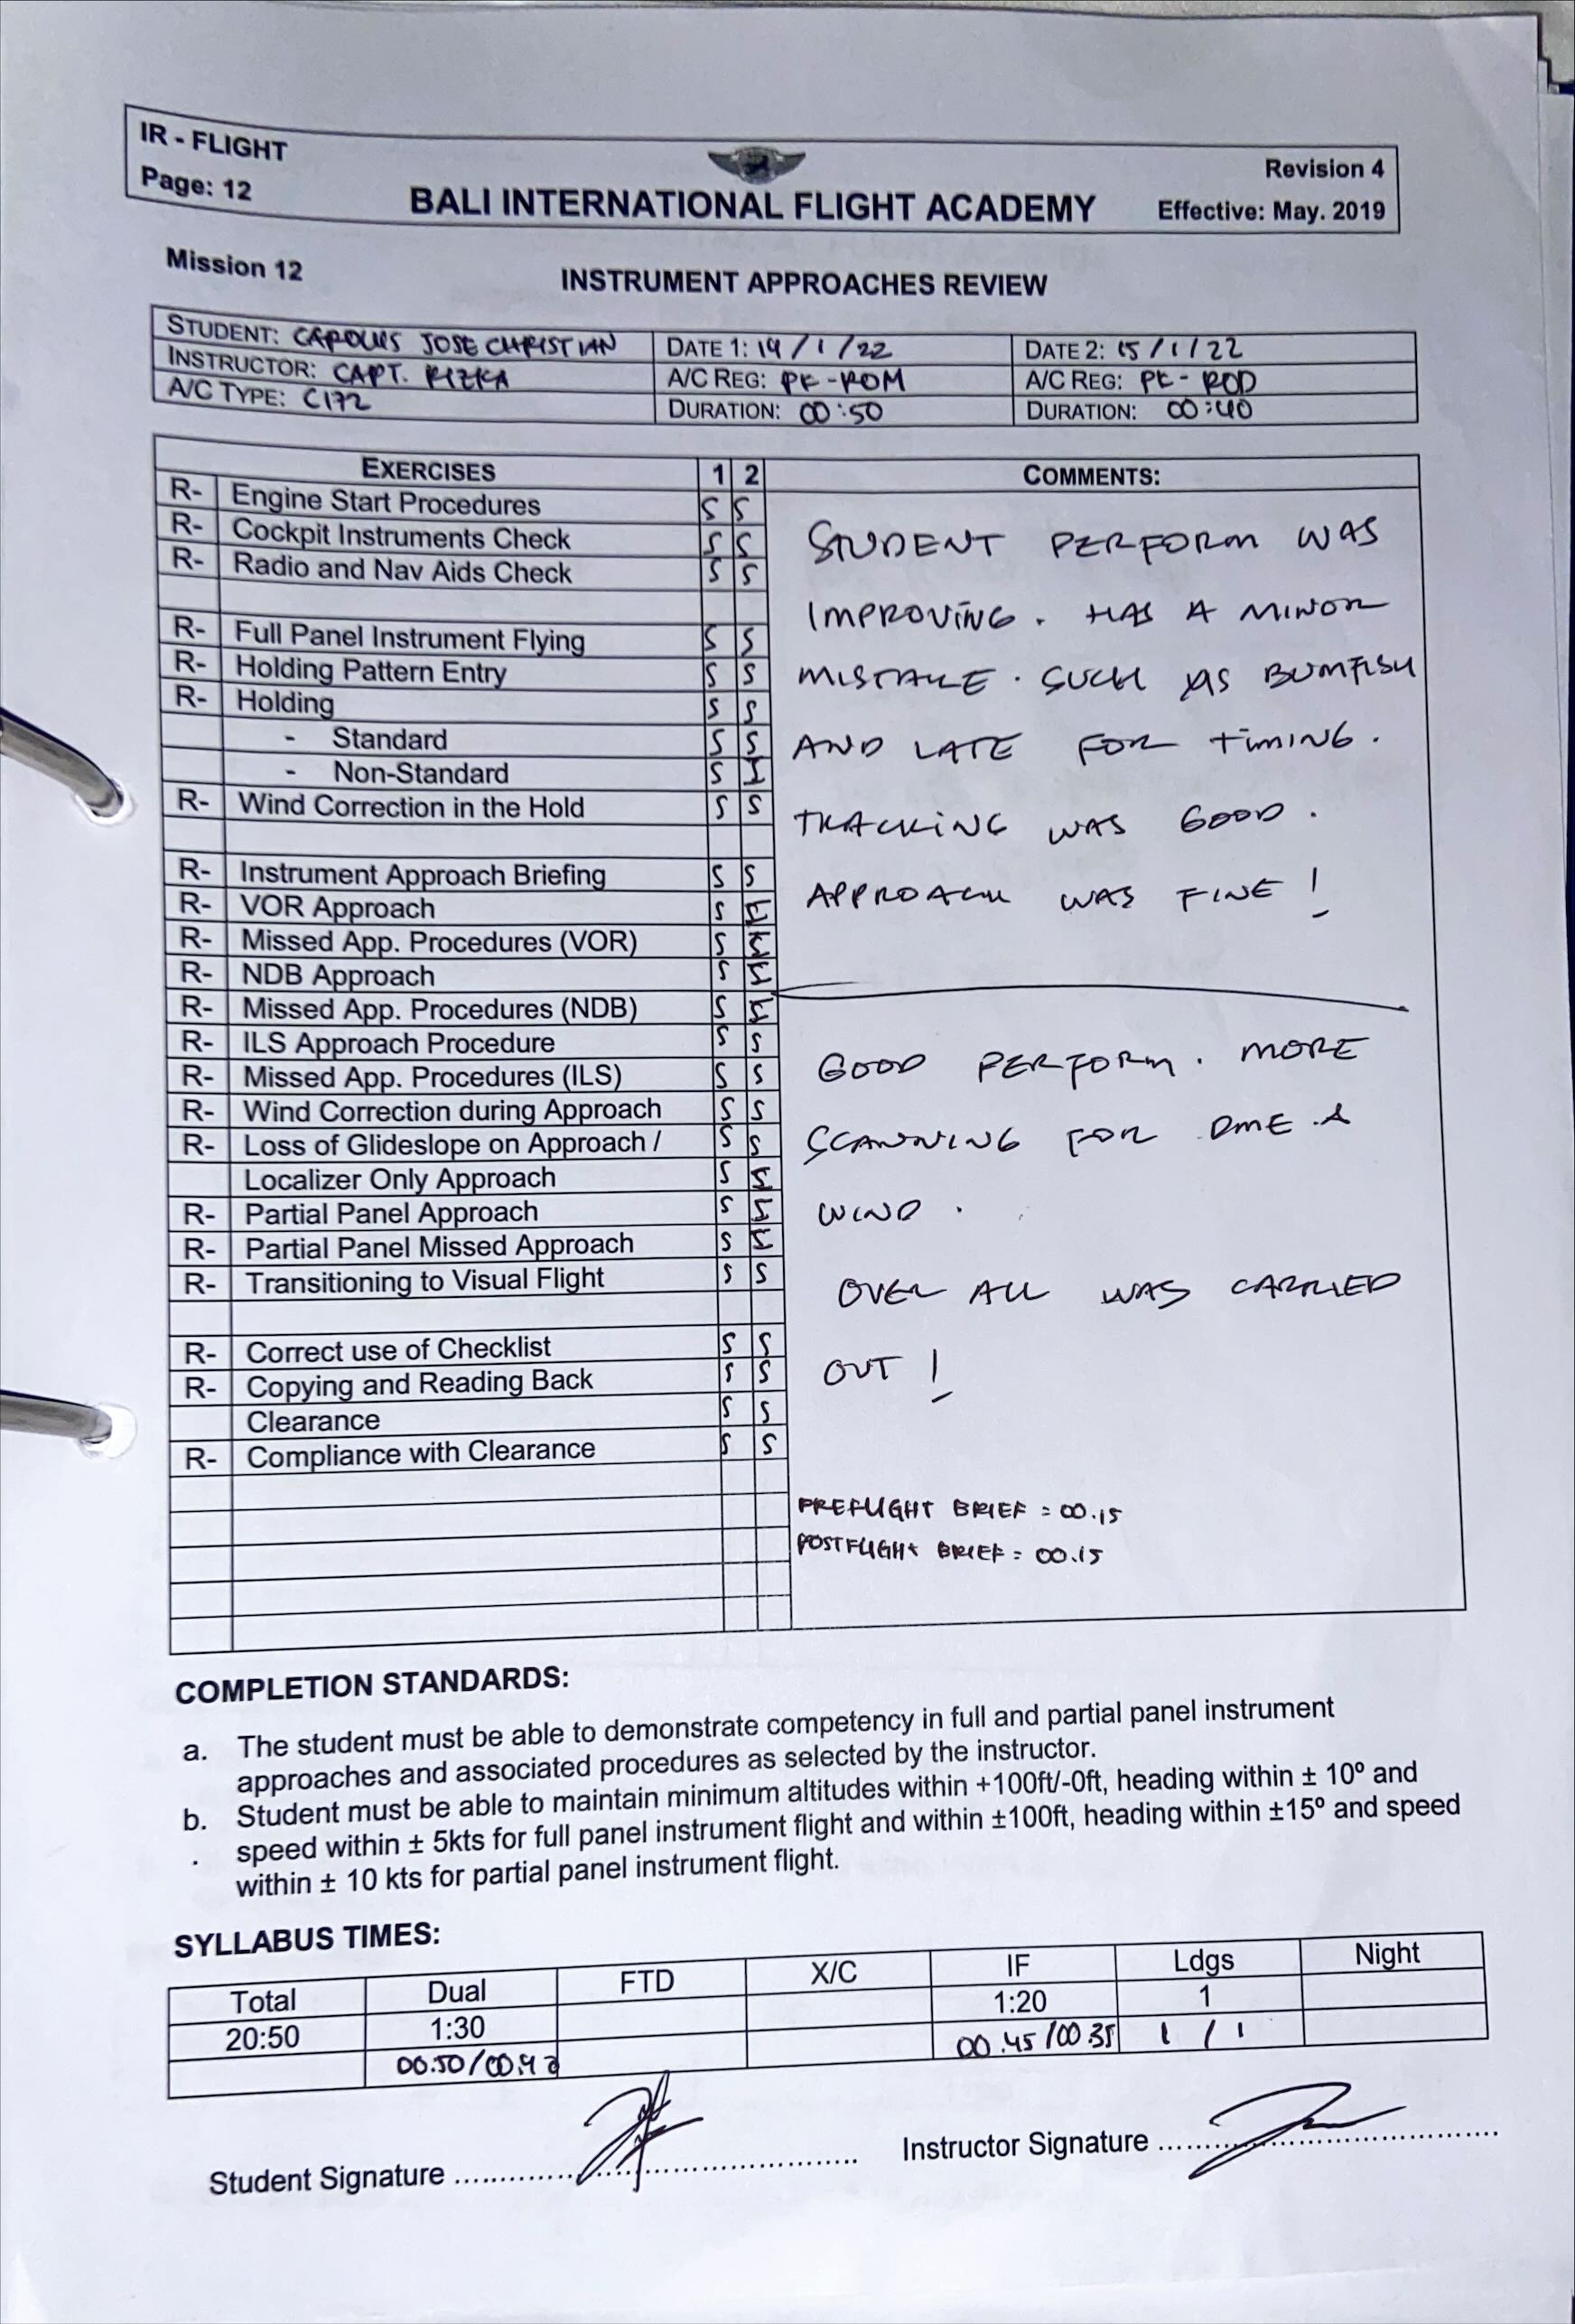 IR - FLIGHT
Page: 12
BALI INTERNATIONAL FLIGHT ACADEMY
Revision 4
Effective: May. 2019
Mission 12
INSTRUMENT APPROACHES REVIEW
STUDENT: CAROLUS JOSE CHRISTIAN DATE 1: 14 / 1 / 22 DATE 2: 15 / 1 / 22
INSTRUCTOR: CAPT. RIZKA A/C REG: PK-ROM A/C REG: PK - ROD
A/C TYPE: C172 DURATION: 00:50 DURATION: 00:40
EXERCISES 1 2
R- Engine Start Procedures S S
R- Cockpit Instruments Check S S
R- Radio and Nav Aids Check S S
R- Full Panel Instrument Flying S S
R- Holding Pattern Entry S S
R- Holding S S
- Standard S S
- Non-Standard S
R- Wind Correction in the Hold S S
R- Instrument Approach Briefing S S
R- VOR Approach S
R- Missed App. Procedures (VOR) S
R- NDB Approach S
R- Missed App. Procedures (NDB) S
R- ILS Approach Procedure S S
R- Missed App. Procedures (ILS) S S
R- Wind Correction during Approach S S
R- Loss of Glideslope on Approach / S S
Localizer Only Approach S
R- Partial Panel Approach S
R- Partial Panel Missed Approach S
R- Transitioning to Visual Flight S S
R- Correct use of Checklist S S
R- Copying and Reading Back S S
Clearance S S
R- Compliance with Clearance S S
COMMENTS:
STUDENT PERFORM WAS
IMPROVING. HAS A MINOR
MISTAKE. SUCH AS BUMFISH
AND LATE FOR TIMING.
TRACKING WAS GOOD.
APPROACH WAS FINE !
GOOD PERFORM. MORE
SCANNING FOR DME &
WIND.
OVER ALL WAS CARRIED
OUT !
PREFLIGHT BRIEF = 00.15
POSTFLIGHT BRIEF = 00.15
COMPLETION STANDARDS:
a. The student must be able to demonstrate competency in full and partial panel instrument
approaches and associated procedures as selected by the instructor.
b. Student must be able to maintain minimum altitudes within +100ft/-0ft, heading within ± 10º and
speed within ± 5kts for full panel instrument flight and within ±100ft, heading within ±15º and speed
within ± 10 kts for partial panel instrument flight.
SYLLABUS TIMES:
Total Dual FTD X/C IF Ldgs Night
20:50 1:30 1:20 1
00:50/00:40 00.45/00 35 1 / 1
Student Signature
Instructor Signature